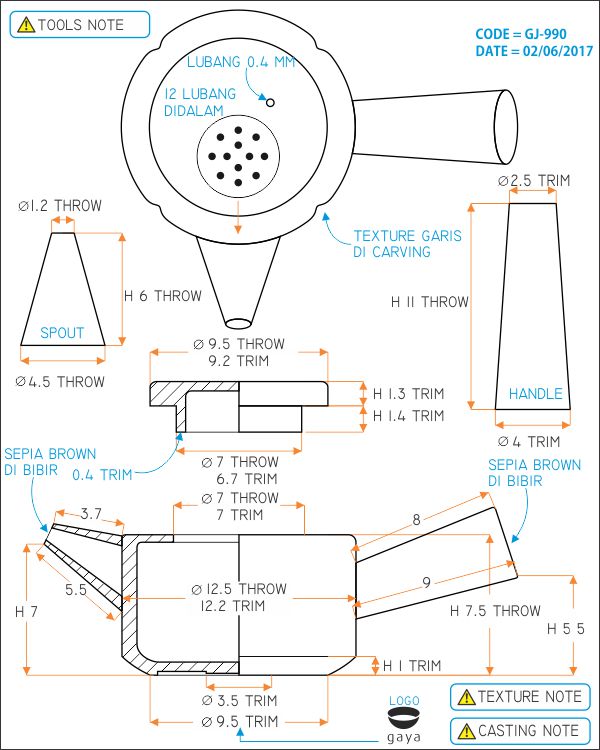 TOOLS NOTE
CODE = GJ-990
DATE = 02/06/2017
LUBANG 0.4 MM
12 LUBANG
DIDALAM
Ø2.5 TRIM
Ø1.2 THROW
TEXTURE GARIS
DI CARVING
H 6 THROW
H 11 THROW
SPOUT
Ø 9.5 THROW
9.2 TRIM
Ø4.5 THROW
H 1.3 TRIM
HANDLE
H 1.4 TRIM
Ø 4 TRIM
SEPIA BROWN
DI BIBIR
0.4 TRIM
Ø 7 THROW
6.7 TRIM
SEPIA BROWN
DI BIBIR
Ø 7 THROW
7 TRIM
3.7
8
5.5
9
Ø 12.5 THROW
12.2 TRIM
H 7
H 7.5 THROW
H 5 5
H 1 TRIM
Ø 3.5 TRIM
Ø 9.5 TRIM
LOGO
gaya
TEXTURE NOTE
CASTING NOTE